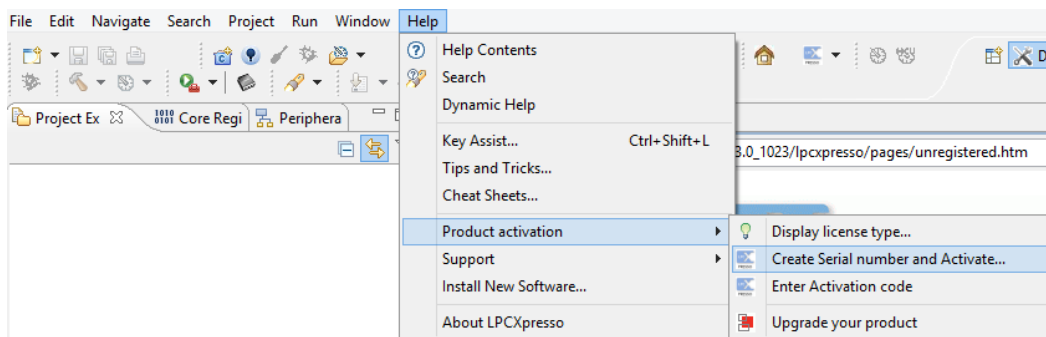 File Edit Navigate Search Project Run Window Help
Help Contents
Search
Dynamic Help
Project Ex Core Regi Periphera
Key Assist... Ctrl+Shift+L
3.0_1023/lpcxpresso/pages/unregistered.htm
Tips and Tricks...
Cheat Sheets...
Product activation
Display license type...
Support
Create Serial number and Activate...
Install New Software...
Enter Activation code
About LPCXpresso
Upgrade your product